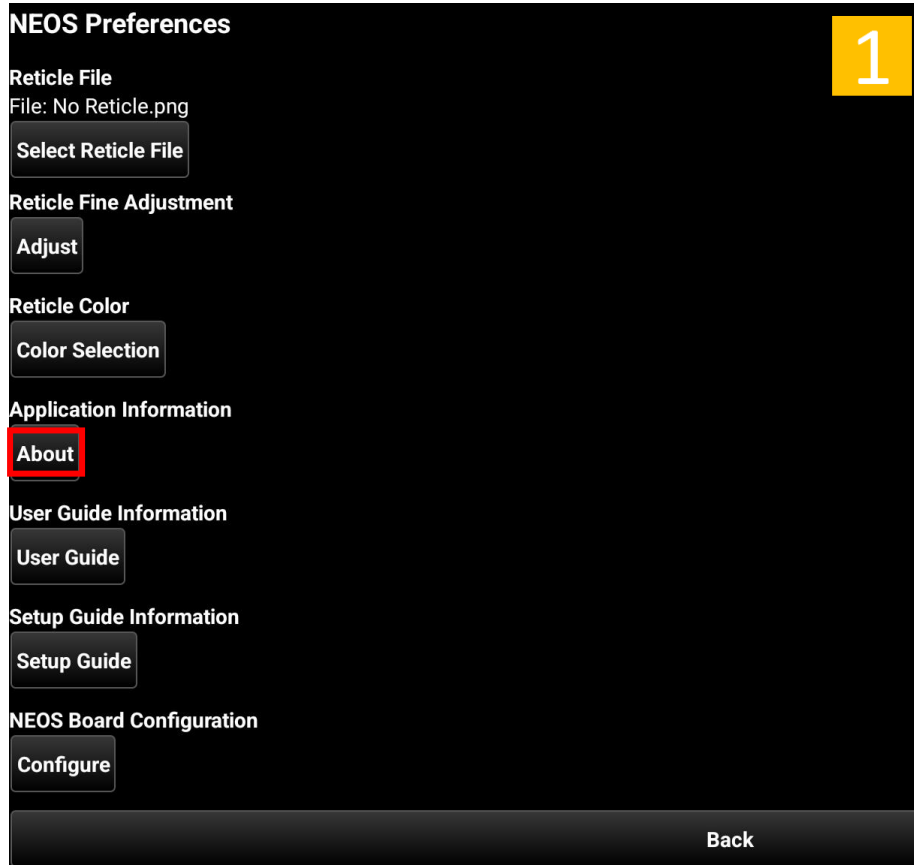 NEOS Preferences
1
Reticle File
File: No Reticle.png
Select Reticle File
Reticle Fine Adjustment
Adjust
Reticle Color
Color Selection
Application Information
About
User Guide Information
User Guide
Setup Guide Information
Setup Guide
NEOS Board Configuration
Configure
Back